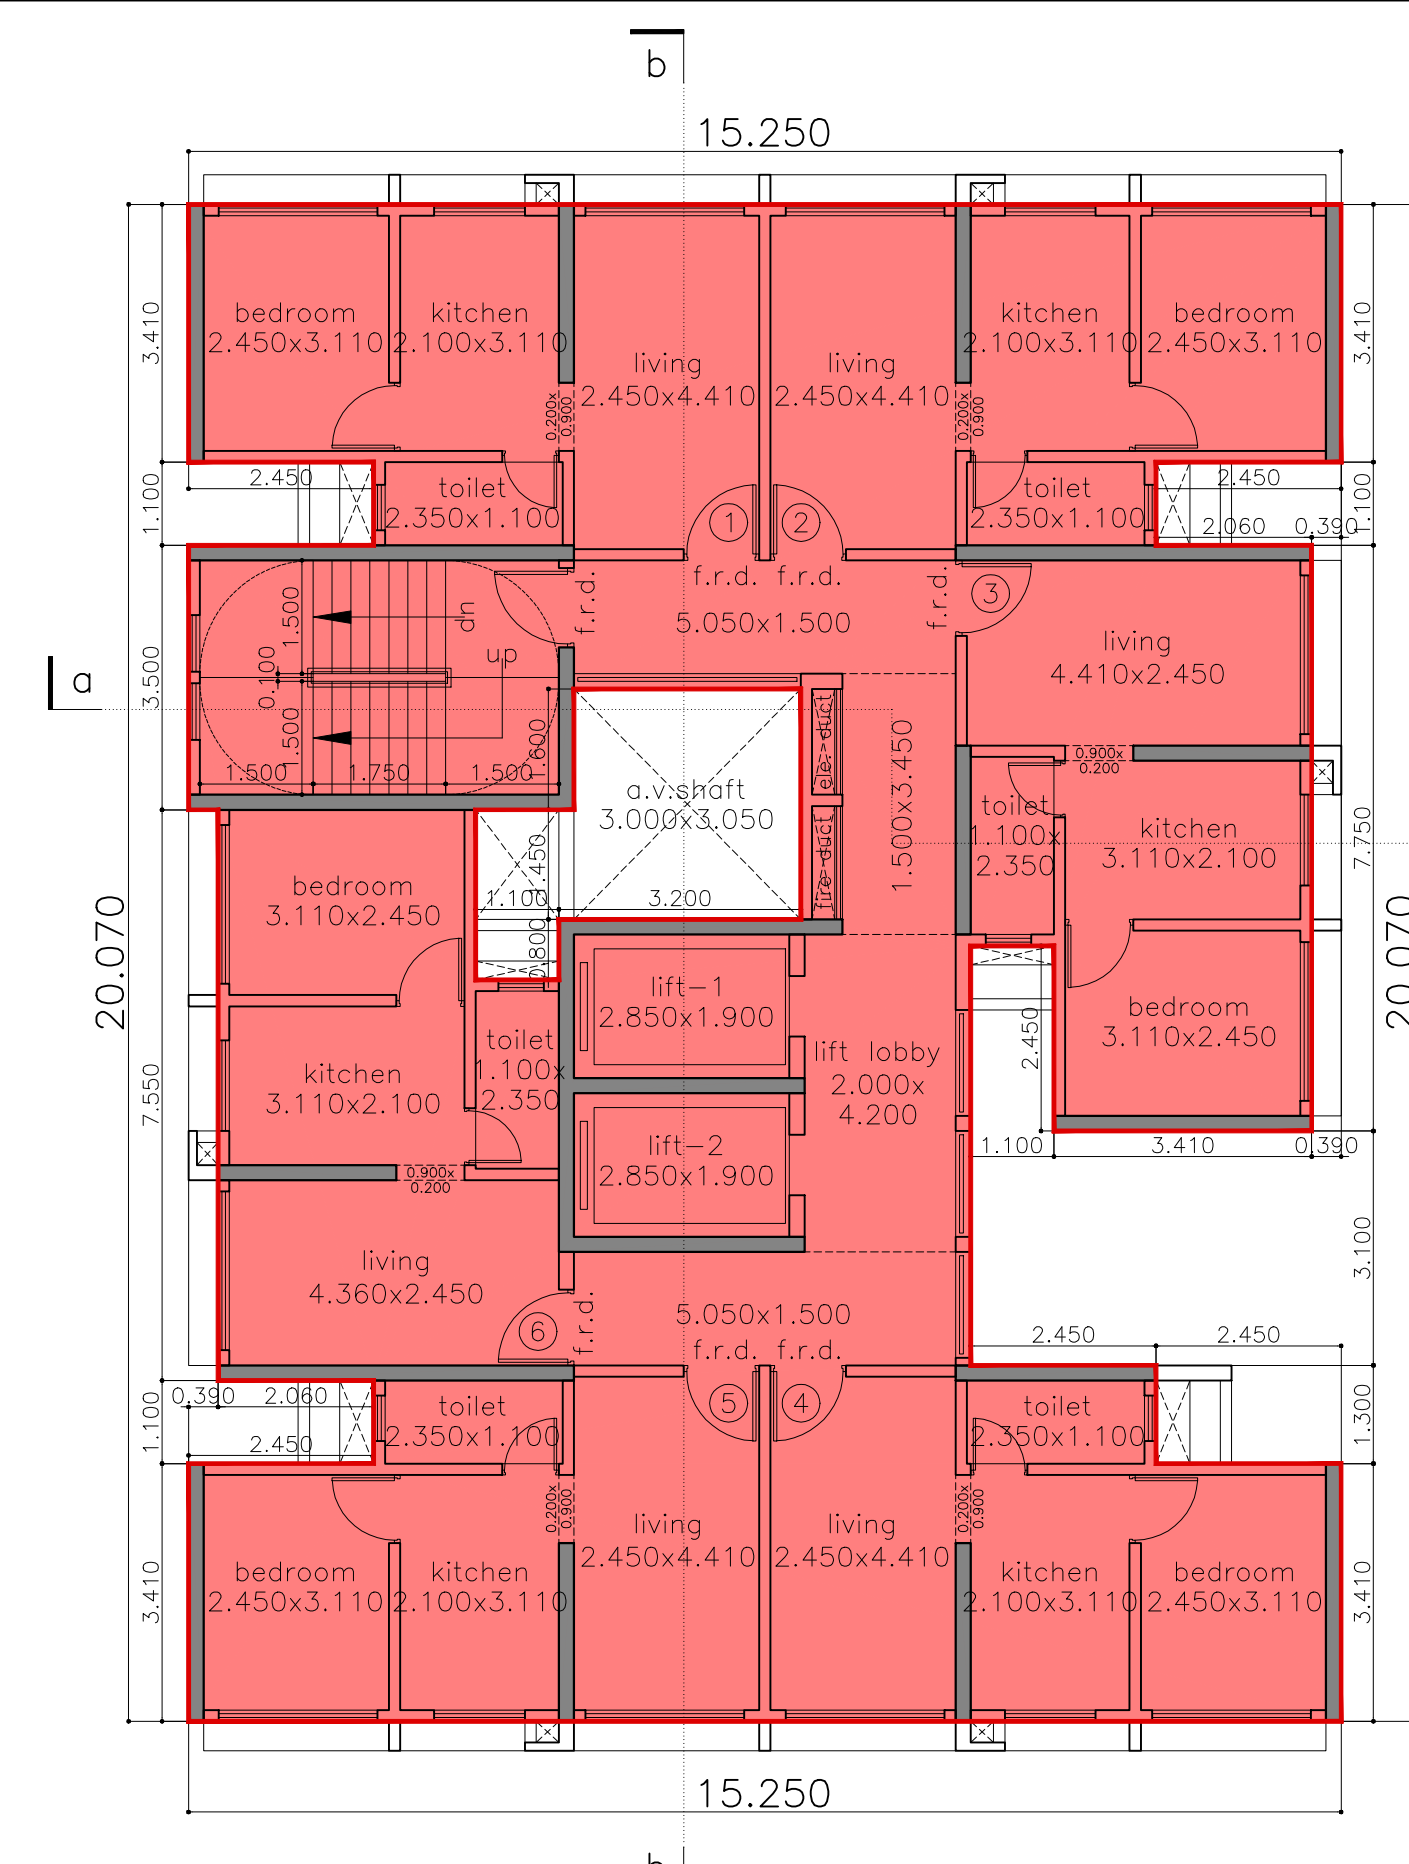 b
15.250
bedroom
2.450x3.110
kitchen
2.100x3.110
living
2.450x4.410
living
2.450x4.410
kitchen
2.100x3.110
bedroom
2.450x3.110
3.410
3.410
0.200x
0.900
0.200x
0.900
2.450
toilet
2.350x1.100
1
2
toilet
2.350x1.100
2.450
1.100
1.100
2.060
0.390
f.r.d.
f.r.d.
f.r.d.
f.r.d.
3
5.050x1.500
1.500
dn
up
0.100
1.500
3.500
a
living
4.410x2.450
1.500
1.750
1.500
1.600
a.v.shaft
3.000x3.050
ele. duct
fire duct
1.500x3.450
0.900x
0.200
toilet
1.100x
2.350
kitchen
3.110x2.100
7.750
bedroom
3.110x2.450
1.450
1.100
3.200
0.800
20.070
20.070
lift-1
2.850x1.900
bedroom
3.110x2.450
2.450
lift lobby
2.000x
4.200
toilet
1.100x
2.350
kitchen
3.110x2.100
7.550
lift-2
2.850x1.900
1.100
3.410
0.390
0.900x
0.200
living
4.360x2.450
3.100
6
f.r.d.
5.050x1.500
f.r.d.
f.r.d.
2.450
2.450
0.390
2.060
toilet
2.350x1.100
5
4
toilet
2.350x1.100
1.100
1.300
2.450
0.200x
0.900
0.200x
0.900
living
2.450x4.410
living
2.450x4.410
bedroom
2.450x3.110
kitchen
2.100x3.110
kitchen
2.100x3.110
bedroom
2.450x3.110
3.410
3.410
15.250
b